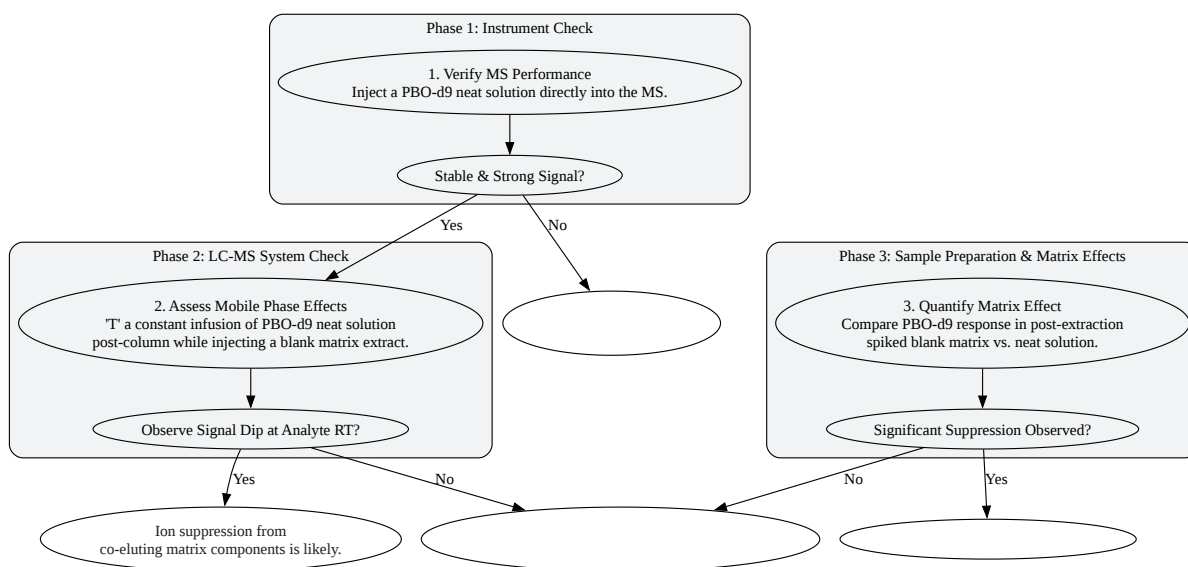 Phase 1: Instrument Check
1. Verify MS Performance
Inject a PBO-d9 neat solution directly into the MS.
Stable & Strong Signal?
Yes
No
Phase 2: LC-MS System Check
2. Assess Mobile Phase Effects
'T' a constant infusion of PBO-d9 neat solution
post-column while injecting a blank matrix extract.
Observe Signal Dip at Analyte RT?
Yes
No
Ion suppression from
co-eluting matrix components is likely.
Phase 3: Sample Preparation & Matrix Effects
3. Quantify Matrix Effect
Compare PBO-d9 response in post-extraction
spiked blank matrix vs. neat solution.
Significant Suppression Observed?
No
Yes